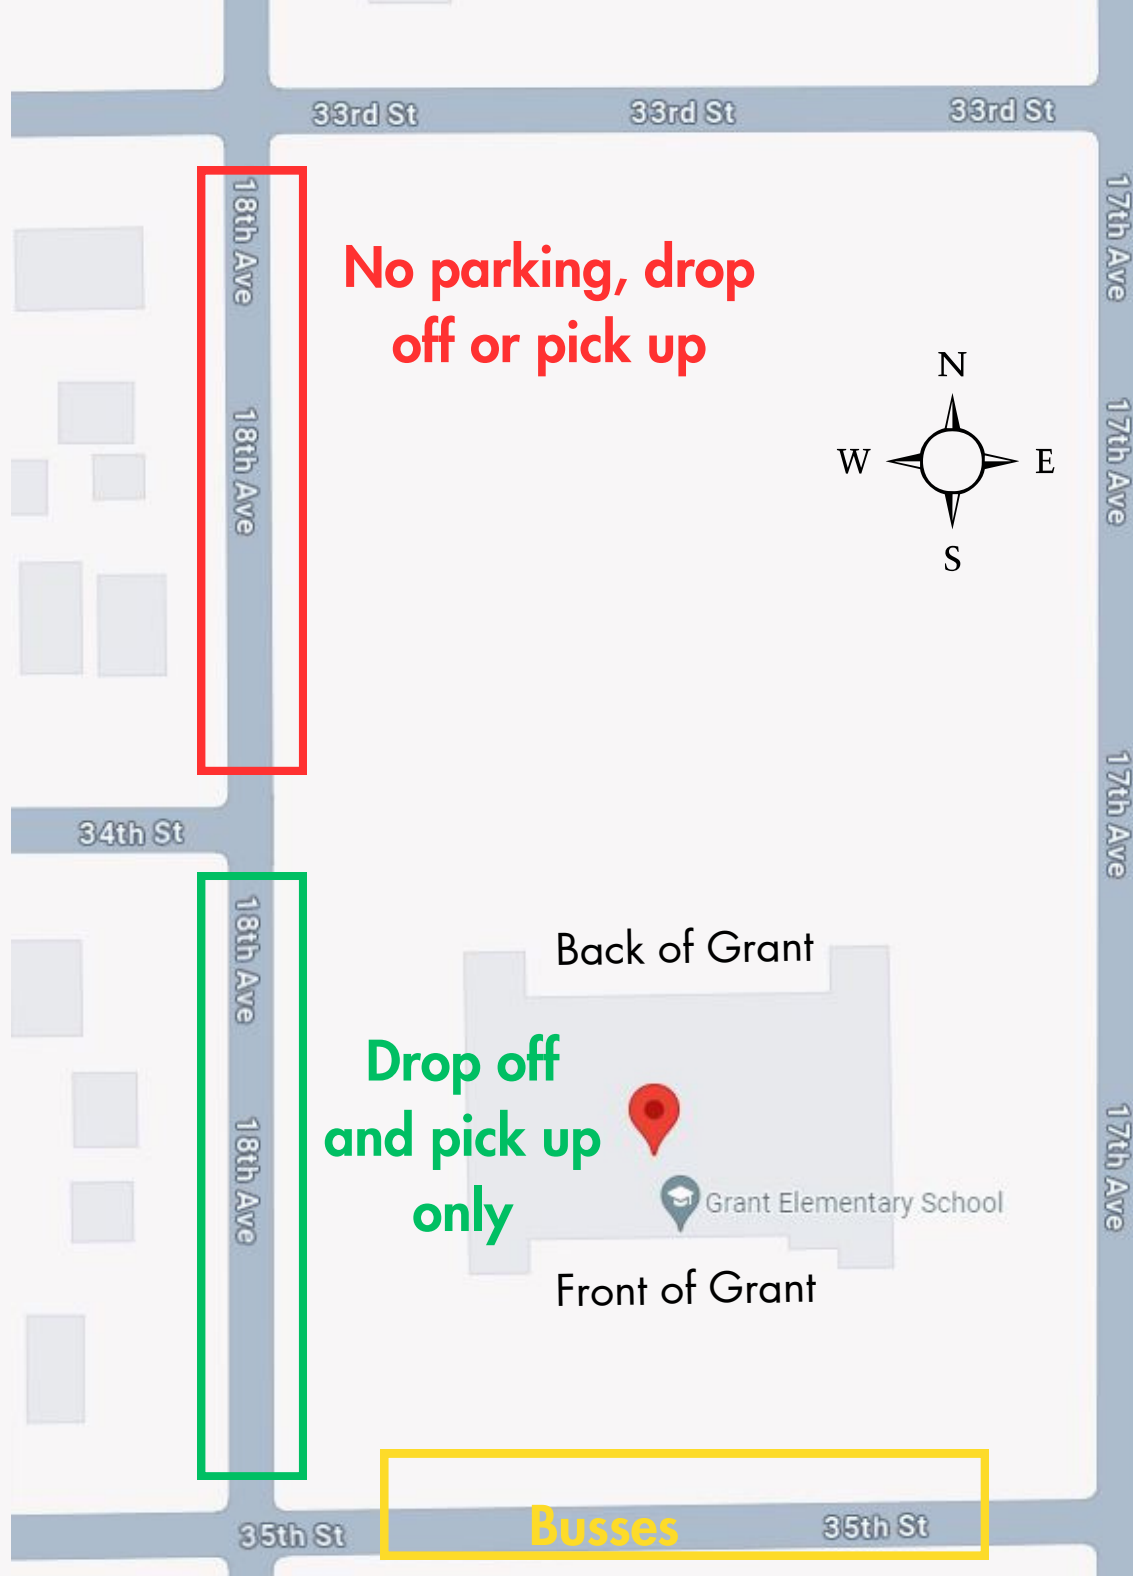 33rd St
33rd St
33rd St
18th Ave
17th Ave
No parking, drop
off or pick up
N
W
E
S
18th Ave
17th Ave
17th Ave
34th St
18th Ave
Back of Grant
Drop off
and pick up
only
18th Ave
17th Ave
Grant Elementary School
Front of Grant
Busses
35th St
35th St